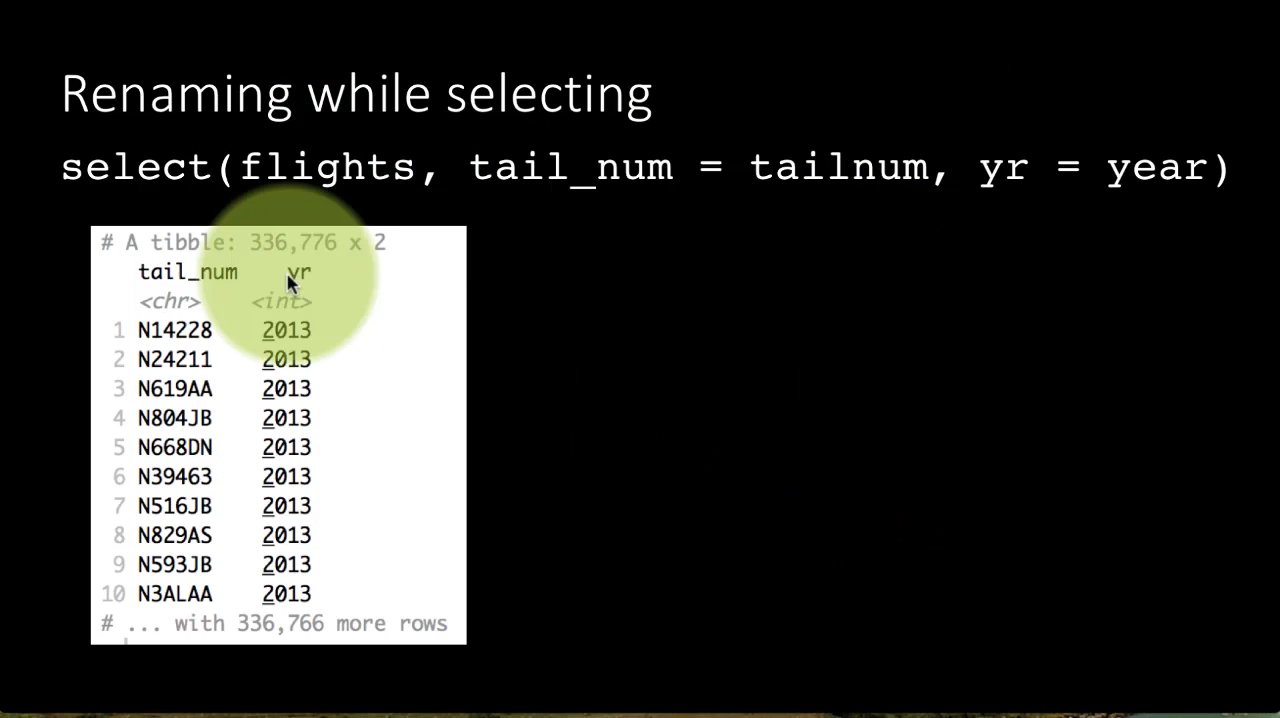 Renaming while selecting
select(flights, tail_num = tailnum, yr = year)
# A tibble: 336,776 x 2
tail_num yr
<chr> <int>
1 N14228 2013
2 N24211 2013
3 N619AA 2013
4 N804JB 2013
5 N668DN 2013
6 N39463 2013
7 N516JB 2013
8 N829AS 2013
9 N593JB 2013
10 N3ALAA 2013
# ... with 336,766 more rows